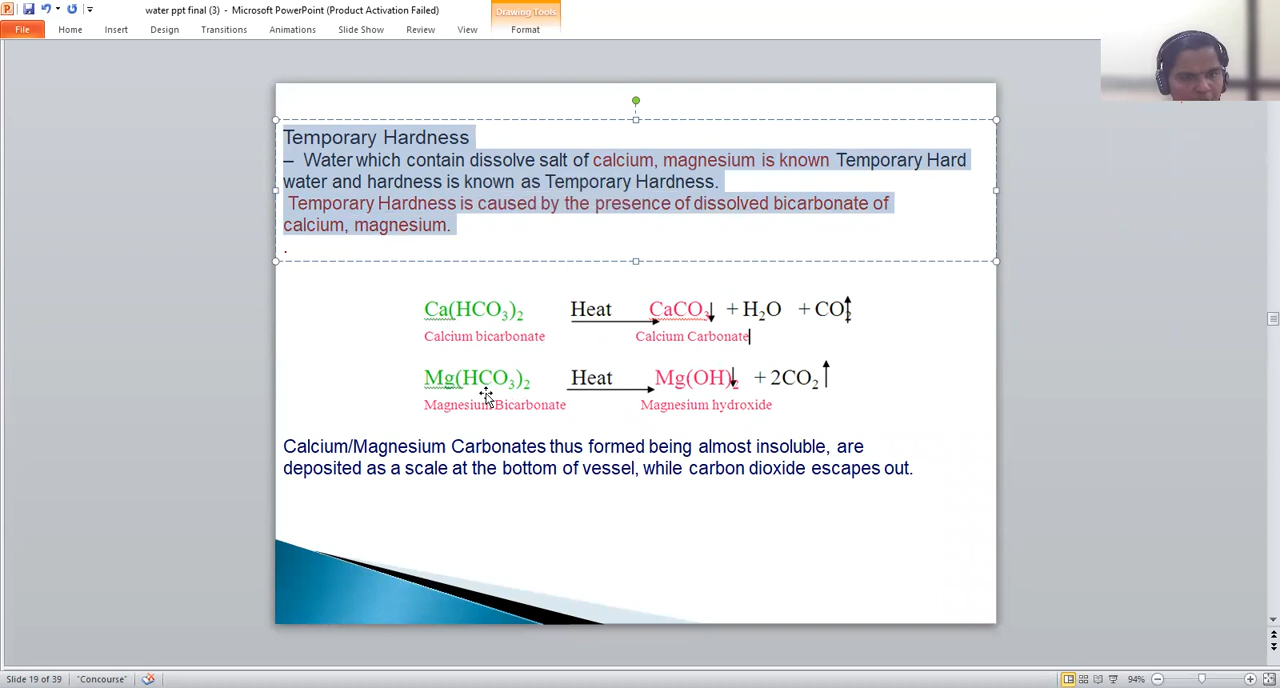 water ppt final (3) - Microsoft PowerPoint (Product Activation Failed)
Drawing Tools
File Home Insert Design Transitions Animations Slide Show Review View Format
Temporary Hardness
– Water which contain dissolve salt of calcium, magnesium is known Temporary Hard
water and hardness is known as Temporary Hardness.
Temporary Hardness is caused by the presence of dissolved bicarbonate of
calcium, magnesium.
.
Ca(HCO₃)₂ Heat CaCO₃↓ + H₂O + CO₂↑
Calcium bicarbonate Calcium Carbonate
Mg(HCO₃)₂ Heat Mg(OH)₂↓ + 2CO₂↑
Magnesium Bicarbonate Magnesium hydroxide
Calcium/Magnesium Carbonates thus formed being almost insoluble, are
deposited as a scale at the bottom of vessel, while carbon dioxide escapes out.
Slide 19 of 39 "Concourse" 94%